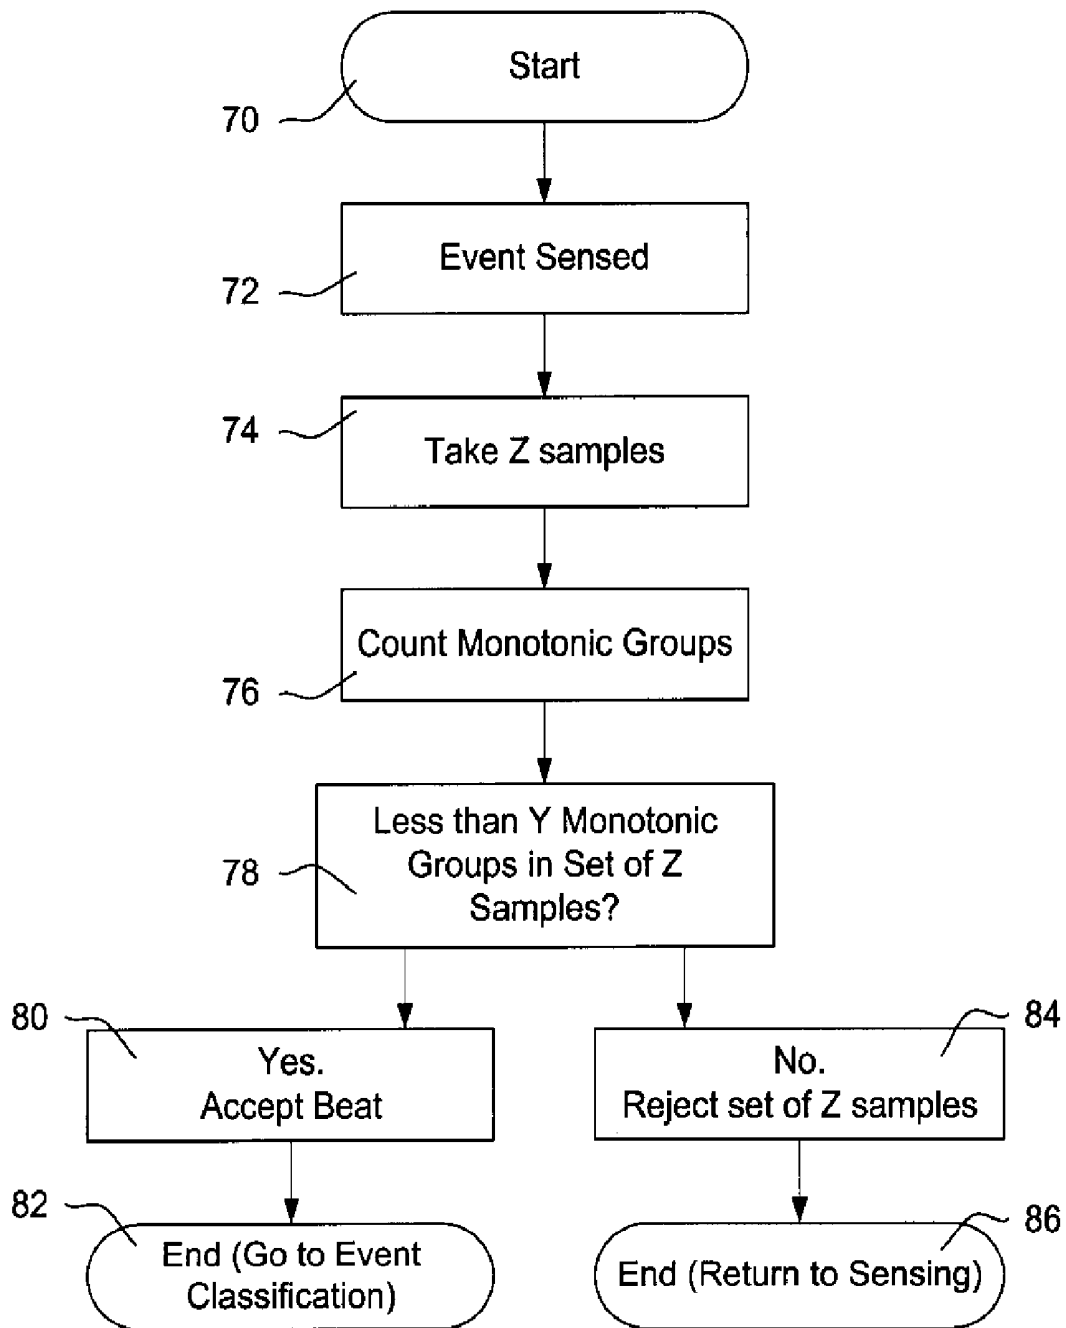 Start
70
Event Sensed
72
74
Take Z samples
Count Monotonic Groups
76
Less than Y Monotonic
Groups in Set of Z
Samples?
78
80
Yes.
Accept Beat
84
No.
Reject set of Z samples
82
End (Go to Event
Classification)
86
End (Return to Sensing)